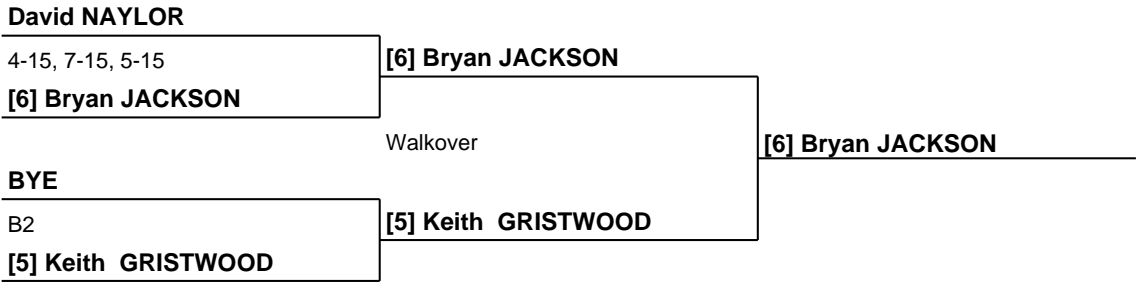 David NAYLOR
4-15, 7-15, 5-15
[6] Bryan JACKSON
[6] Bryan JACKSON
Walkover
[6] Bryan JACKSON
BYE
B2
[5] Keith GRISTWOOD
[5] Keith GRISTWOOD